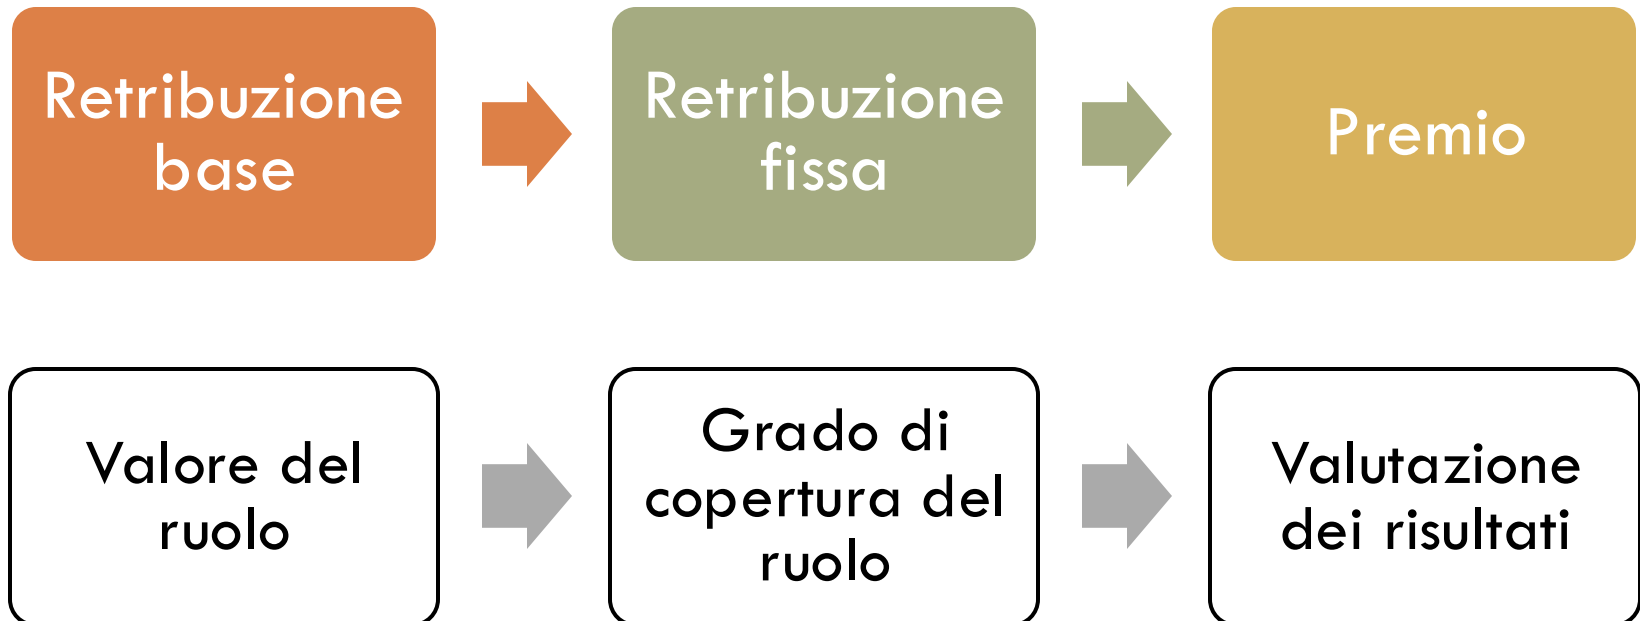 Retribuzione
base
Retribuzione
fissa
Premio
Valore del
ruolo
Grado di
copertura del
ruolo
Valutazione
dei risultati